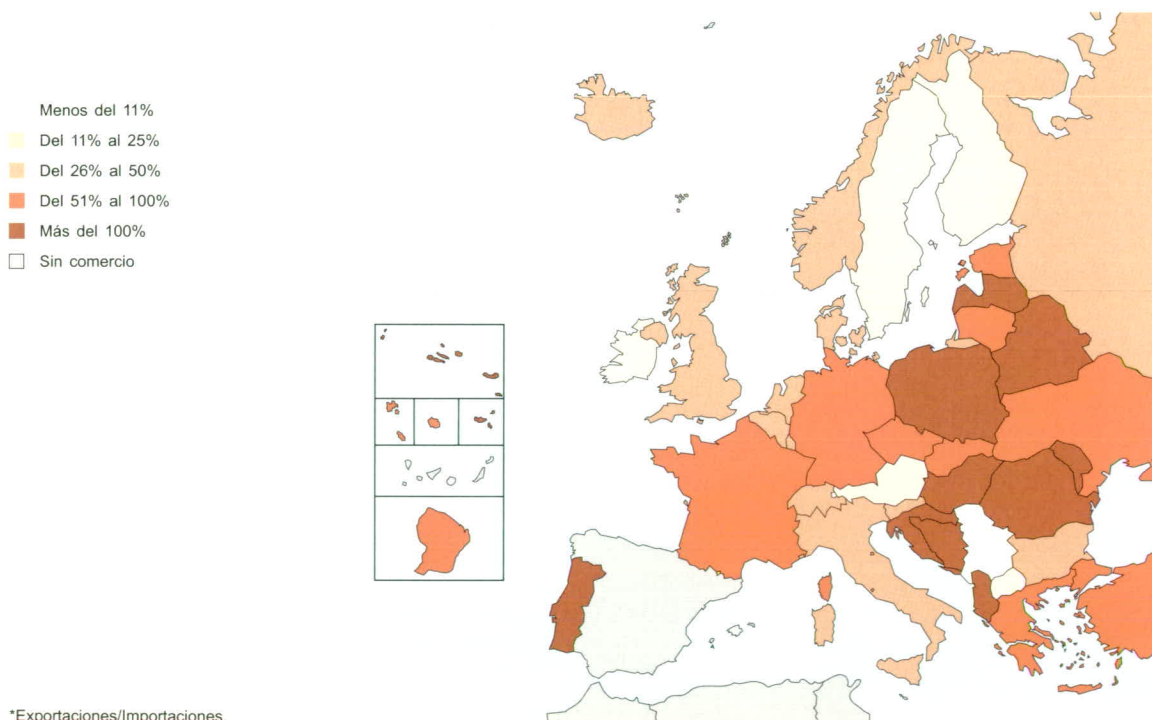 Menos del 11%
Del 11% al 25%
Del 26% al 50%
Del 51% al 100%
Más del 100%
Sin comercio
*Exportaciones/Importaciones.